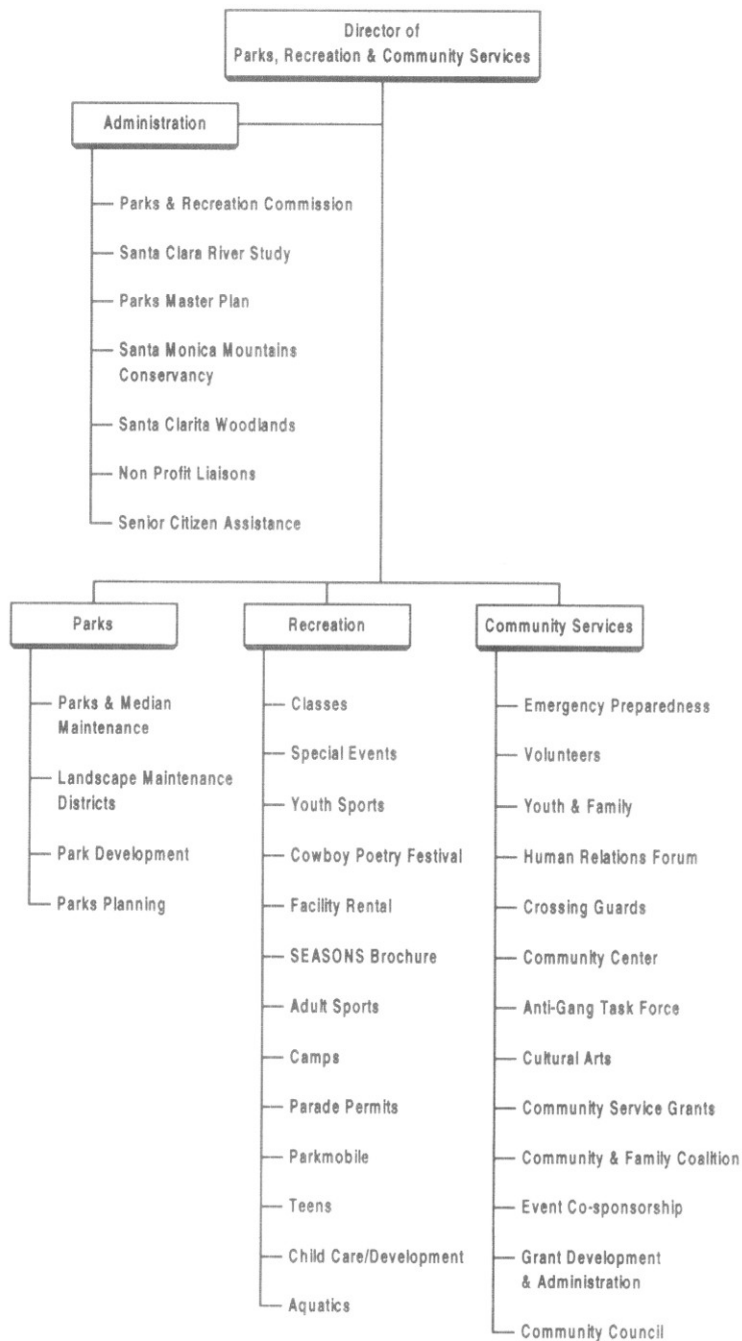 Director of
Parks, Recreation & Community Services
Administration
Parks & Recreation Commission
Santa Clara River Study
Parks Master Plan
Santa Monica Mountains
Conservancy
Santa Clarita Woodlands
Non Profit Liaisons
Senior Citizen Assistance
Parks
Parks & Median
Maintenance
Landscape Maintenance
Districts
Park Development
Parks Planning
Recreation
Classes
Special Events
Youth Sports
Cowboy Poetry Festival
Facility Rental
SEASONS Brochure
Adult Sports
Camps
Parade Permits
Parkmobile
Teens
Child Care/Development
Aquatics
Community Services
Emergency Preparedness
Volunteers
Youth & Family
Human Relations Forum
Crossing Guards
Community Center
Anti-Gang Task Force
Cultural Arts
Community Service Grants
Community & Family Coalition
Event Co-sponsorship
Grant Development
& Administration
Community Council